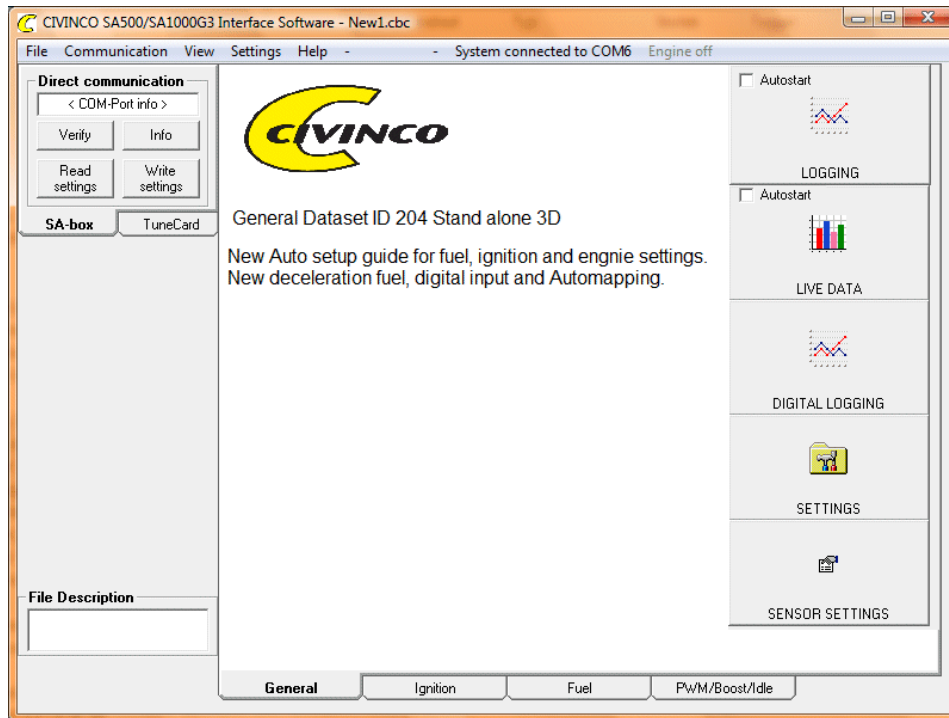 CIVINCO SA500/SA1000G3 Interface Software - New1.cbc
File Communication View Settings Help - - System connected to COM6 Engine off
Direct communication
< COM-Port info >
Verify Info
Read settings
Write settings
SA-box TuneCard
CIVINCO
General Dataset ID 204 Stand alone 3D
New Auto setup guide for fuel, ignition and engnie settings.
New deceleration fuel, digital input and Automapping.
Autostart
LOGGING
Autostart
LIVE DATA
DIGITAL LOGGING
SETTINGS
SENSOR SETTINGS
File Description
General Ignition Fuel PWM/Boost/Idle